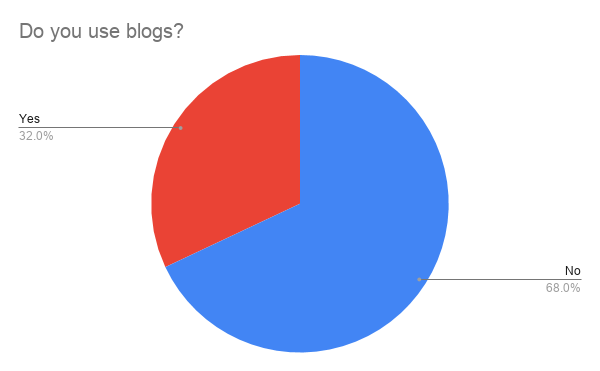 Do you use blogs?
Yes
32.0%
No
68.0%